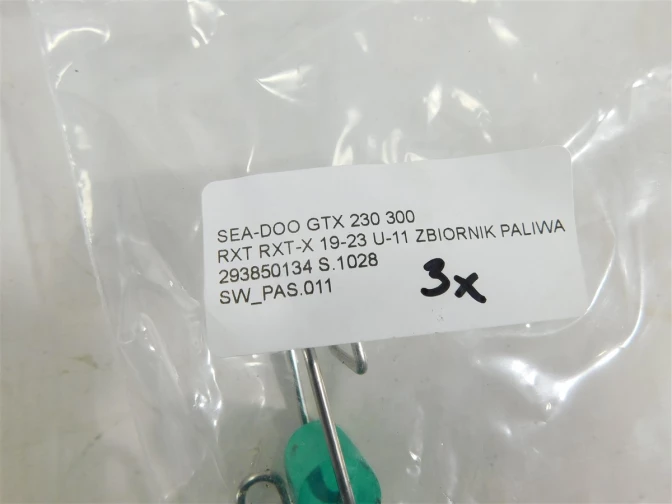 SEA-DOO GTX 230 300
RXT RXT-X 19-23 U-11 ZBIORNIK PALIWA
293850134 S.1028
SW_PAS.011
3x